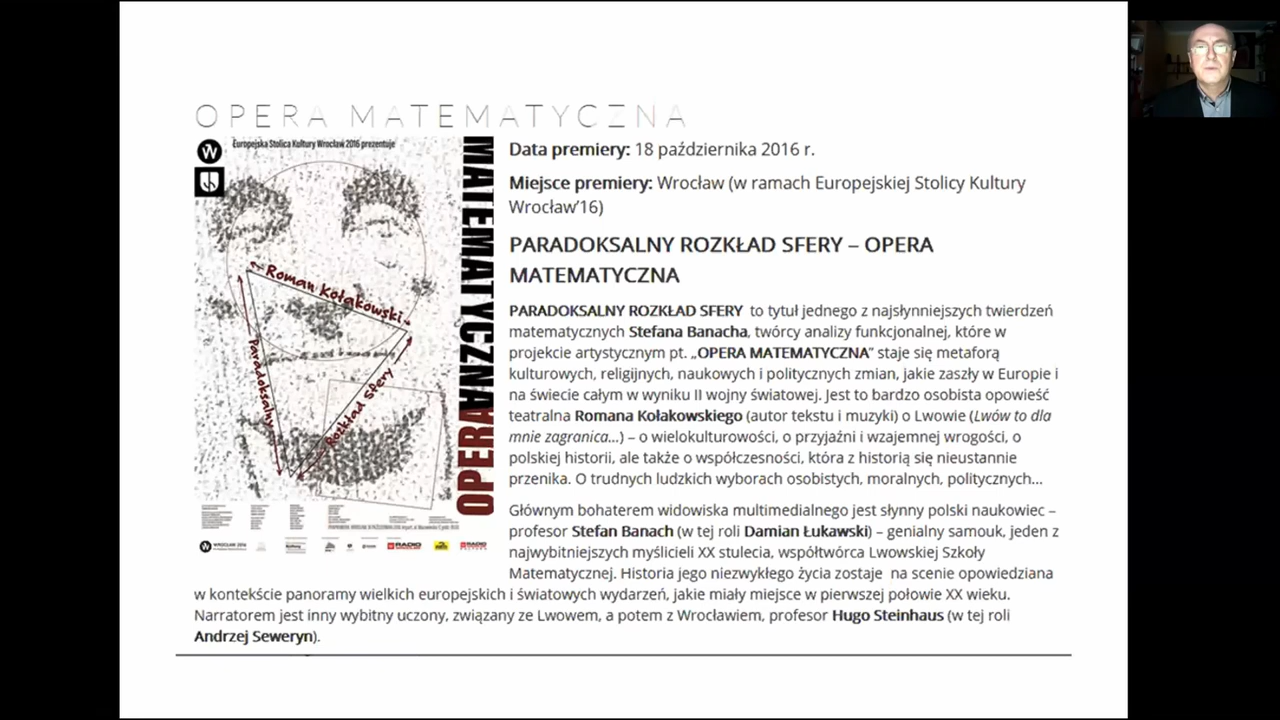 OPERA MATEMATYCZNA
Europejska Stolica Kultury Wrocław 2016 prezentuje
Roman Kołakowski
Paradoksalny
Rozkład Sfery
MATEMATYCZNA
OPERA
Data premiery: 18 października 2016 r.
Miejsce premiery: Wrocław (w ramach Europejskiej Stolicy Kultury
Wrocław’16)
PARADOKSALNY ROZKŁAD SFERY – OPERA
MATEMATYCZNA
PARADOKSALNY ROZKŁAD SFERY to tytuł jednego z najsłynniejszych twierdzeń
matematycznych Stefana Banacha, twórcy analizy funkcjonalnej, które w
projekcie artystycznym pt. „OPERA MATEMATYCZNA” staje się metaforą
kulturowych, religijnych, naukowych i politycznych zmian, jakie zaszły w Europie i
na świecie całym w wyniku II wojny światowej. Jest to bardzo osobista opowieść
teatralna Romana Kołakowskiego (autor tekstu i muzyki) o Lwowie (Lwów to dla
mnie zagranica…) – o wielokulturowości, o przyjaźni i wzajemnej wrogości, o
polskiej historii, ale także o współczesności, która z historią się nieustannie
przenika. O trudnych ludzkich wyborach osobistych, moralnych, politycznych…
Głównym bohaterem widowiska multimedialnego jest słynny polski naukowiec –
profesor Stefan Banach (w tej roli Damian Łukawski) – genialny samouk, jeden z
najwybitniejszych myślicieli XX stulecia, współtwórca Lwowskiej Szkoły
Matematycznej. Historia jego niezwykłego życia zostaje na scenie opowiedziana
w kontekście panoramy wielkich europejskich i światowych wydarzeń, jakie miały miejsce w pierwszej połowie XX wieku.
Narratorem jest inny wybitny uczony, związany ze Lwowem, a potem z Wrocławiem, profesor Hugo Steinhaus (w tej roli
Andrzej Seweryn).